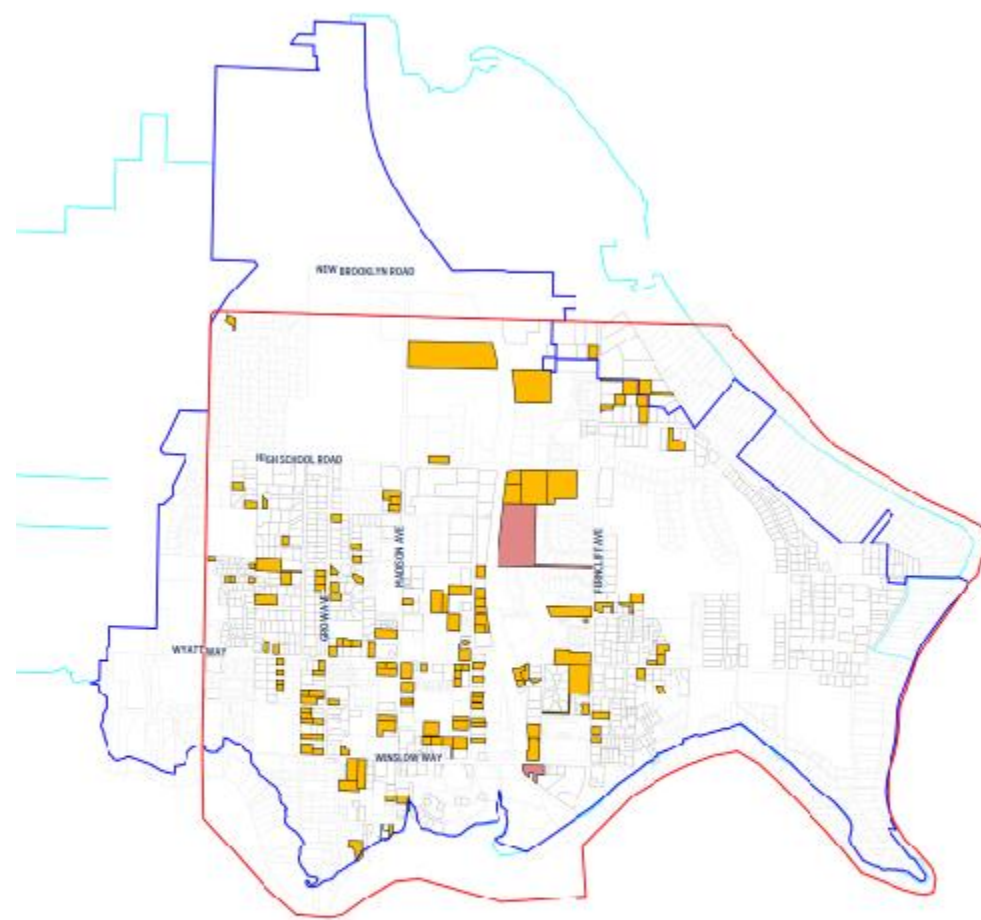 NEW BROOKLYN ROAD
HIGH SCHOOL ROAD
MADISON AVE
FERNCLIFF AVE
GROW AVE
WYATT WAY
WINSLOW WAY